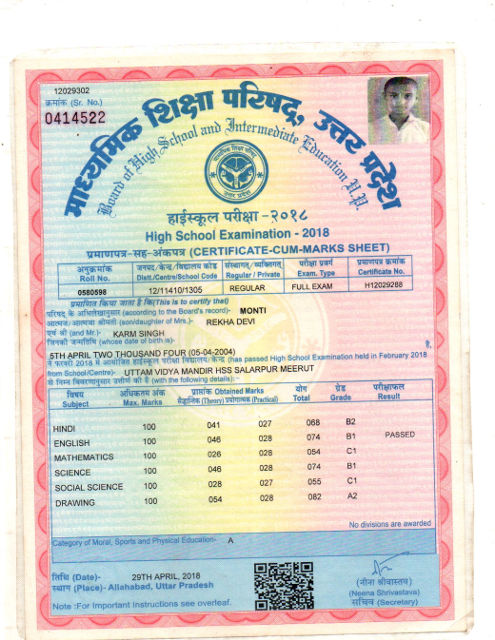 12029302
क्रमांक (Sr. No.)
0414522
माध्यमिक शिक्षा परिषद्, उत्तर प्रदेश
Board of High School and Intermediate Education U.P.
हाईस्कूल परीक्षा -२०१८
High School Examination - 2018
प्रमाणपत्र-सह-अंकपत्र (CERTIFICATE-CUM-MARKS SHEET)
अनुक्रमांक जनपद/केन्द्र/विद्यालय कोड संस्थागत/व्यक्तिगत परीक्षा प्रवर्ग प्रमाणपत्र क्रमांक
Roll No. Distt./Centre/School Code Regular / Private Exam. Type Certificate No.
0580598 12/11410/1305 REGULAR FULL EXAM H12029288
प्रमाणित किया जाता है कि(This is to certify that)
परिषद के अभिलेखानुसार (according to the Board's record)- MONTI
आत्मज/आत्मजा श्रीमती (son/daughter of Mrs.)- REKHA DEVI
एवं श्री (and Mr.)- KARM SINGH
जिनकी जन्मतिथि (whose date of birth is)- है,
5TH APRIL TWO THOUSAND FOUR (05-04-2004)
ने फरवरी 2018 में आयोजित हाईस्कूल परीक्षा विद्यालय/केन्द्र (has passed High School Examination held in February 2018
from School/Centre)- UTTAM VIDYA MANDIR HSS SALARPUR MEERUT
से निम्न विवरणानुसार उत्तीर्ण की है (with the following details):-
विषय अधिकतम अंक प्राप्तांक Obtained Marks योग ग्रेड परीक्षाफल
Subject Max. Marks सैद्धान्तिक (Theory) प्रयोगात्मक (Practical) Total Grade Result
HINDI 100 041 027 068 B2
ENGLISH 100 046 028 074 B1 PASSED
MATHEMATICS 100 026 028 054 C1
SCIENCE 100 046 028 074 B1
SOCIAL SCIENCE 100 028 027 055 C1
DRAWING 100 054 028 082 A2
No divisions are awarded
Category of Moral, Sports and Physical Education- A
तिथि (Date)- 29TH APRIL, 2018
स्थान (Place)- Allahabad, Uttar Pradesh
(नीना श्रीवास्तव)
(Neena Shrivastava)
सचिव (Secretary)
Note :For Important Instructions see overleaf.